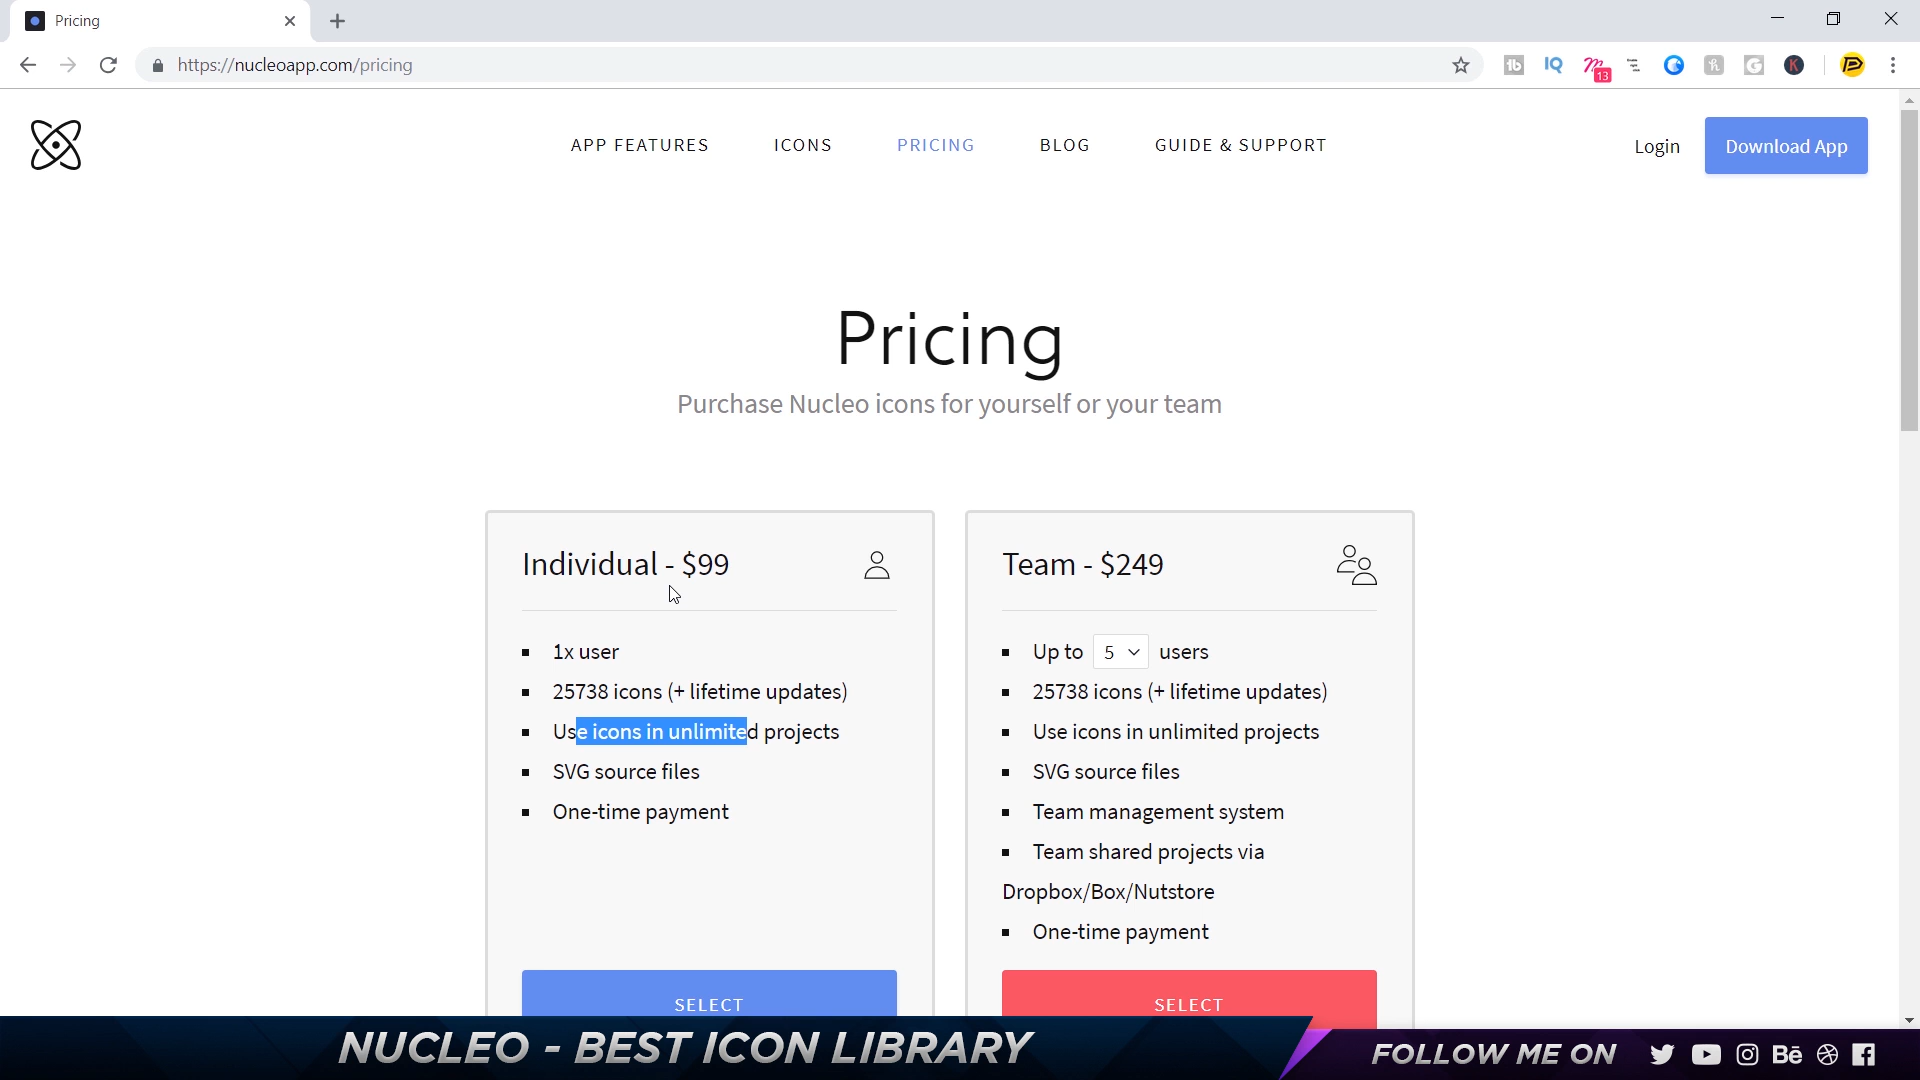 Pricing
https://nucleoapp.com/pricing
tb
IQ
13
h
G
K
APP FEATURES
ICONS
PRICING
BLOG
GUIDE & SUPPORT
Login
Download App
Pricing
Purchase Nucleo icons for yourself or your team
Individual - $99
1x user
25738 icons (+ lifetime updates)
Use icons in unlimited projects
SVG source files
One-time payment
SELECT
Team - $249
Up to 5 users
25738 icons (+ lifetime updates)
Use icons in unlimited projects
SVG source files
Team management system
Team shared projects via
Dropbox/Box/Nutstore
One-time payment
SELECT
NUCLEO - BEST ICON LIBRARY
FOLLOW ME ON
Bē